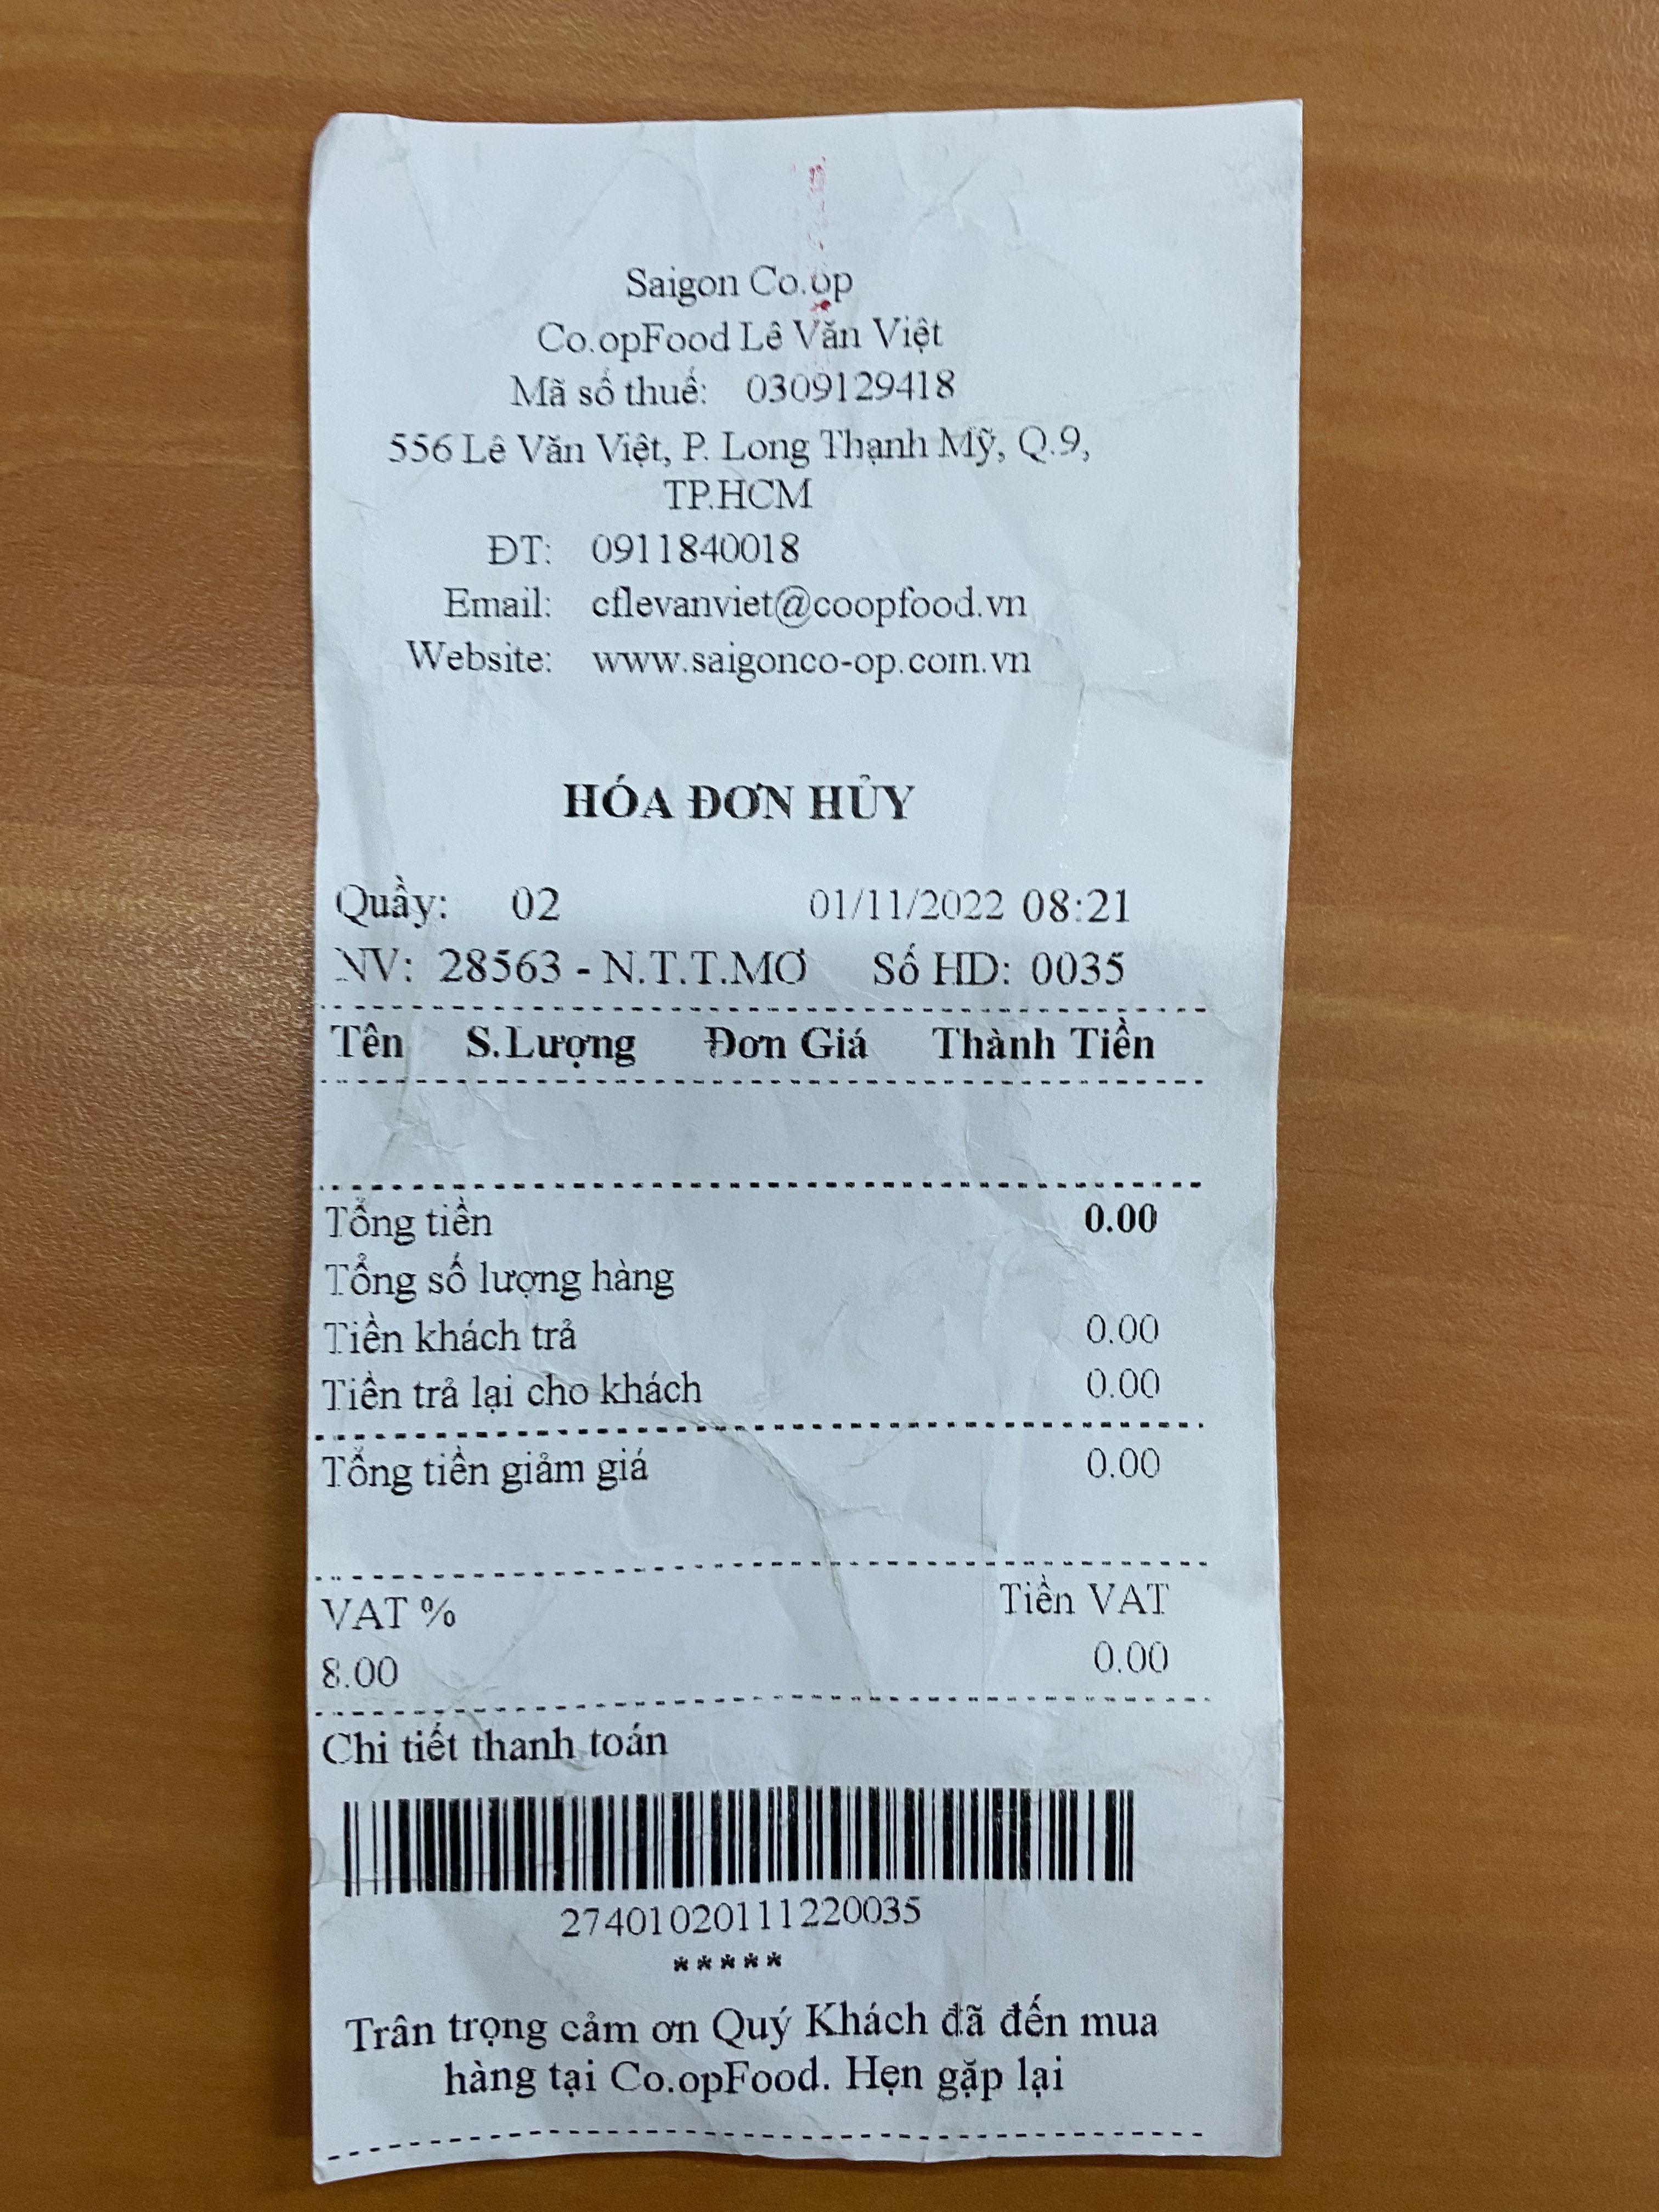 Saigon Co.op
Co.opFood Lê Văn Việt
Mã số thuế: 0309129418
556 Lê Văn Việt, P. Long Thạnh Mỹ, Q.9,
TP.HCM
ĐT: 0911840018
Email: cflevanviet@coopfood.vn
Website: www.saigonco-op.com.vn
HÓA ĐƠN HỦY
Quầy: 02 01/11/2022 08:21
NV: 28563 - N.T.T.MƠ Số HD: 0035
Tên S.Lượng Đơn Giá Thành Tiền
Tổng tiền 0.00
Tổng số lượng hàng
Tiền khách trả 0.00
Tiền trả lại cho khách 0.00
Tổng tiền giảm giá 0.00
VAT % Tiền VAT
8.00 0.00
Chi tiết thanh toán
27401020111220035
*****
Trân trọng cảm ơn Quý Khách đã đến mua
hàng tại Co.opFood. Hẹn gặp lại